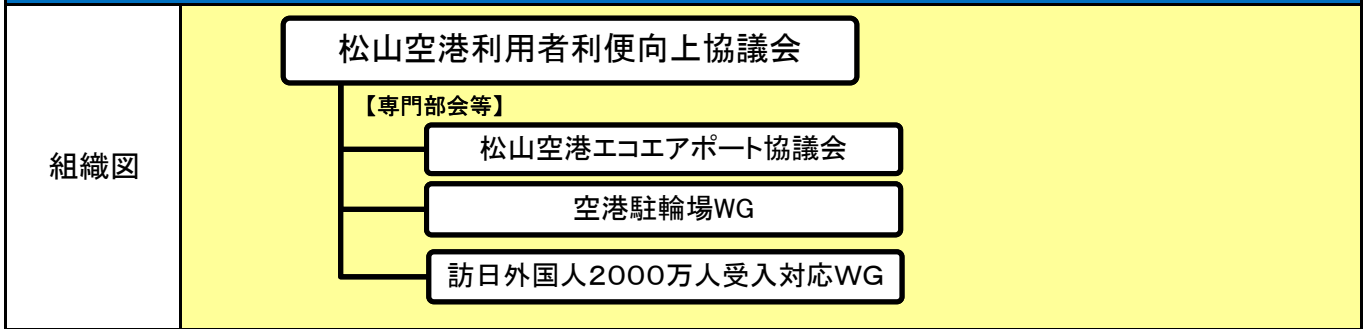 組織図
松山空港利用者利便向上協議会
【専門部会等】
松山空港エコエアポート協議会
空港駐輪場WG
訪日外国人2000万人受入対応WG